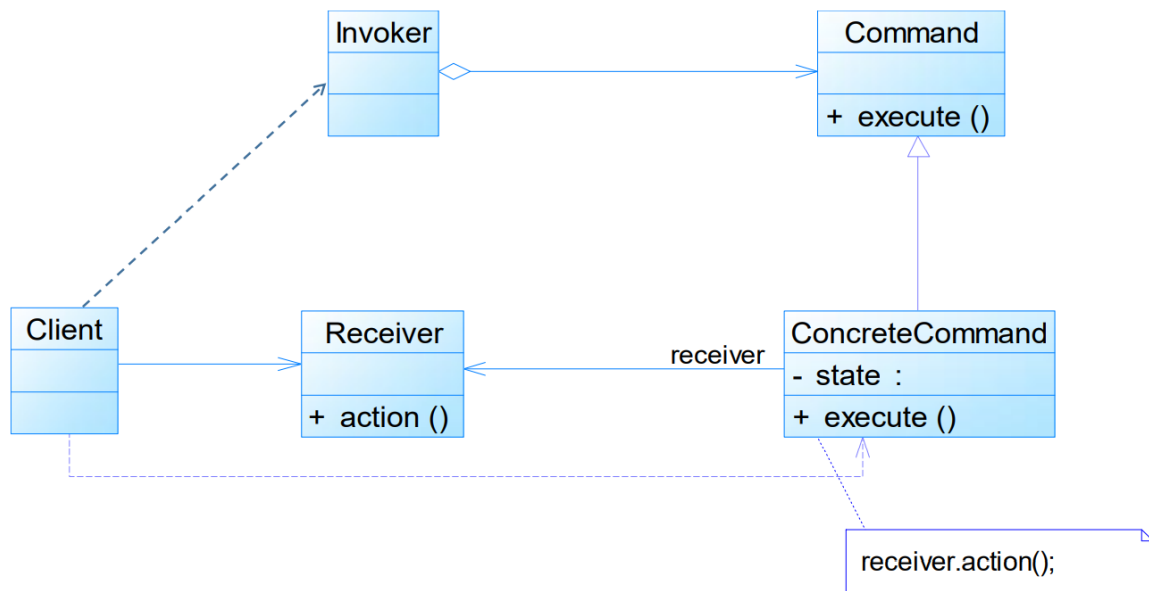 Invoker
Command
+ execute ()
Client
Receiver
+ action ()
receiver
ConcreteCommand
- state :
+ execute ()
receiver.action();